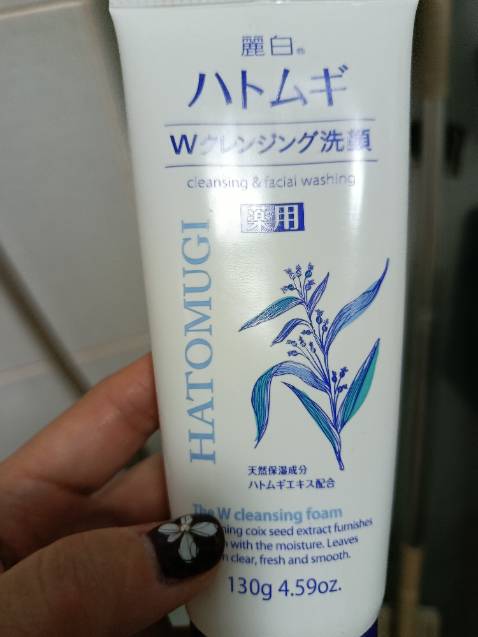 麗白®
ハトムギ
Wクレンジング洗顔
cleansing & facial washing
薬用
HATOMUGI
天然保湿成分
ハトムギエキス配合
The W cleansing foam
coix seed extract furnishes
with the moisture. Leaves
clear, fresh and smooth.
130g 4.59oz.